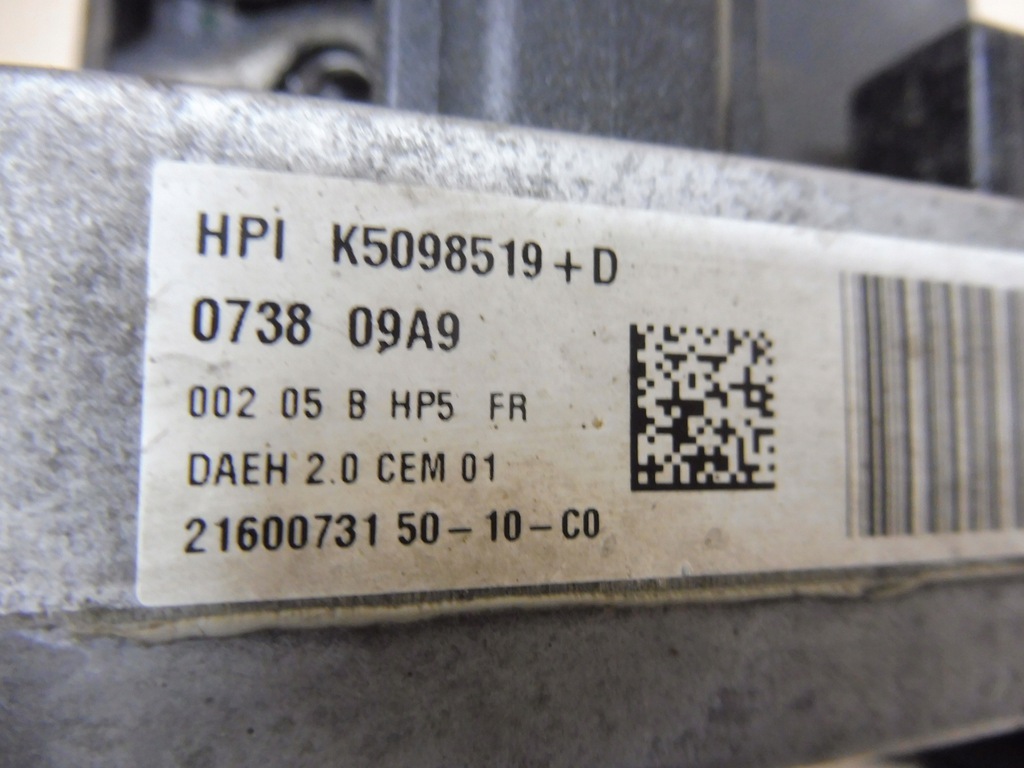 HPI K5098519+D
0738 09A9
002 05 B HP5 FR
DAEH 2.0 CEM 01
21600731 50-10-C0